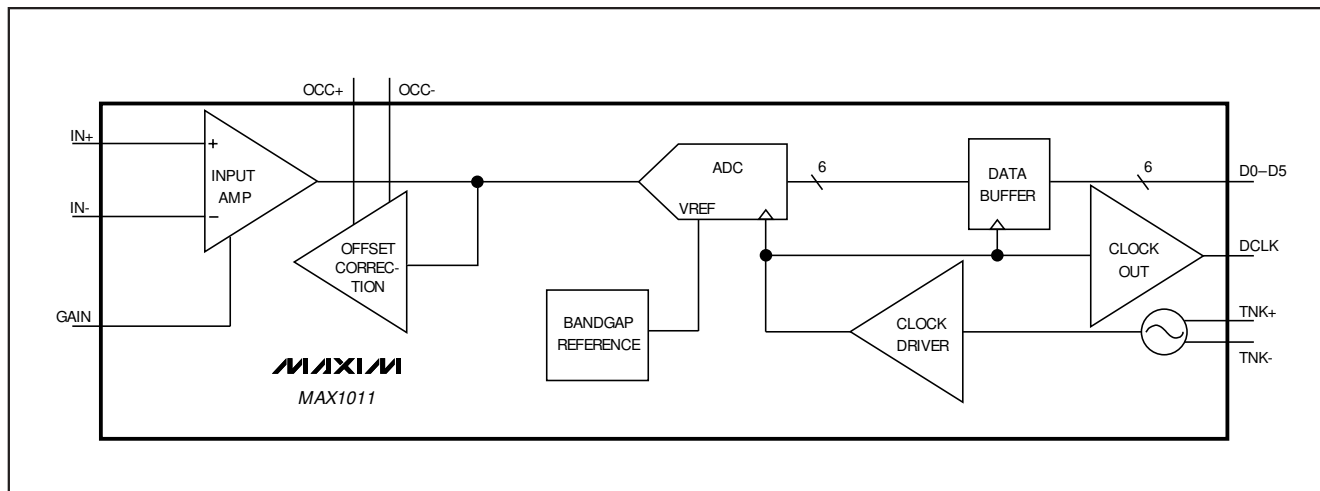 OCC+
OCC-
IN+
+
INPUT
AMP
IN-
−
GAIN
OFFSET
CORREC-
TION
ADC
VREF
6
DATA
BUFFER
6
D0–D5
CLOCK
OUT
DCLK
BANDGAP
REFERENCE
CLOCK
DRIVER
TNK+
TNK-
MAXIM
MAX1011